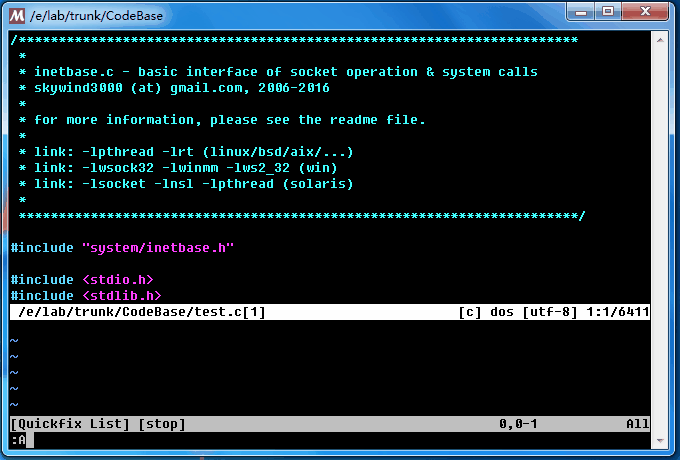 /e/lab/trunk/CodeBase
/**********************************************************************
 *
 * inetbase.c - basic interface of socket operation & system calls
 * skywind3000 (at) gmail.com, 2006-2016
 *
 * for more information, please see the readme file.
 *
 * link: -lpthread -lrt (linux/bsd/aix/...)
 * link: -lwsock32 -lwinmm -lws2_32 (win)
 * link: -lsocket -lnsl -lpthread (solaris)
 *
 **********************************************************************/
#include "system/inetbase.h"
#include <stdio.h>
#include <stdlib.h>
/e/lab/trunk/CodeBase/test.c[1] [c] dos [utf-8] 1:1/6411
~
~
~
~
~
[Quickfix List] [stop] 0,0-1 All
:A